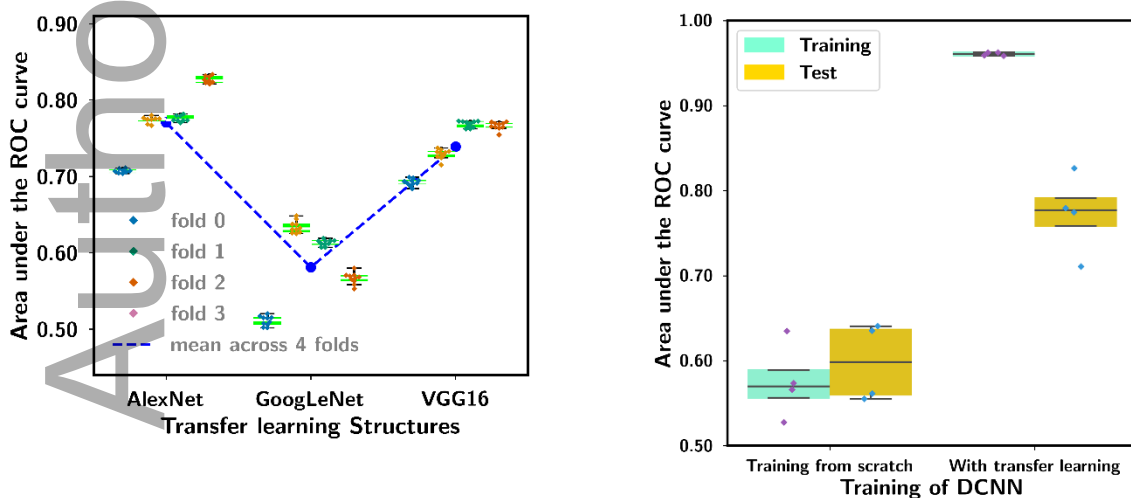 Autho
Area under the ROC curve
0.90
0.80
0.70
0.60
0.50
fold 0
fold 1
fold 2
fold 3
mean across 4 folds
AlexNet GoogLeNet VGG16
Transfer learning Structures
Area under the ROC curve
1.00
0.90
0.80
0.70
0.60
0.50
Training
Test
Training from scratch With transfer learning
Training of DCNN